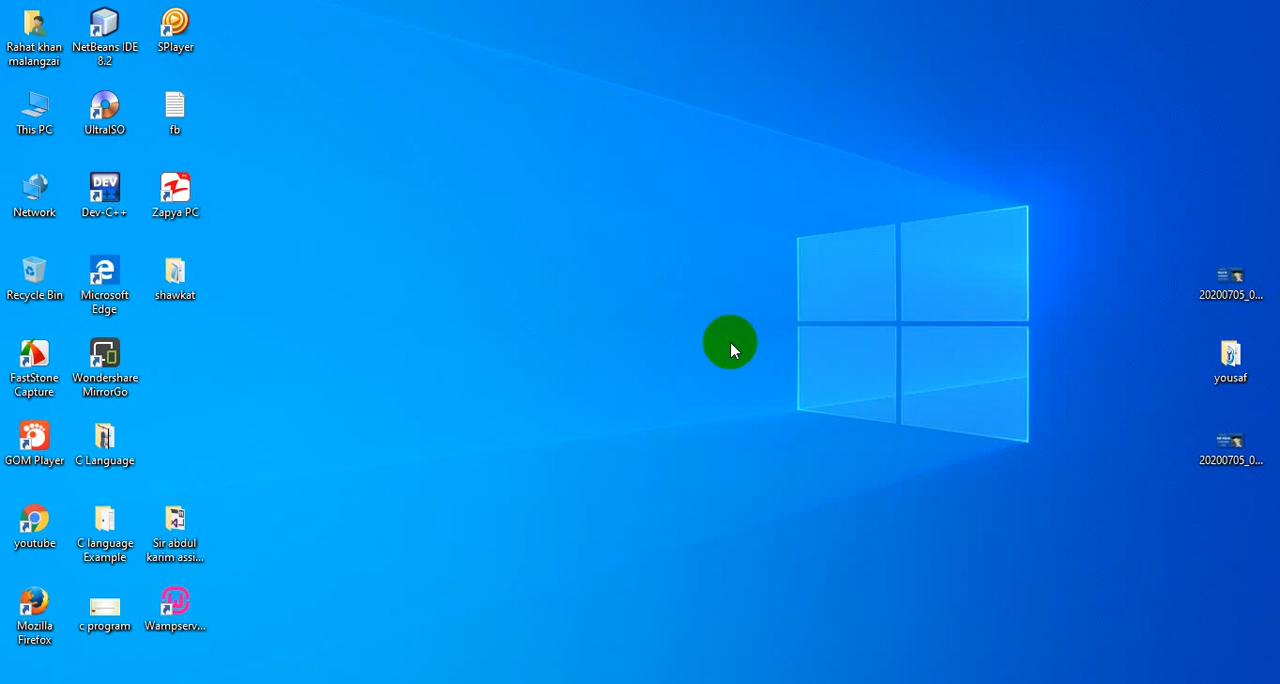 Rahat khan
malangzai
NetBeans IDE
8.2
SPlayer
This PC
UltraISO
fb
Network
DEV
Dev-C++
Zapya PC
Recycle Bin
Microsoft
Edge
shawkat
FastStone
Capture
Wondershare
MirrorGo
GOM Player
C Language
youtube
C language
Example
Sir abdul
karim assi...
Mozilla
Firefox
c program
Wampserv...
20200705_0...
yousaf
20200705_0...